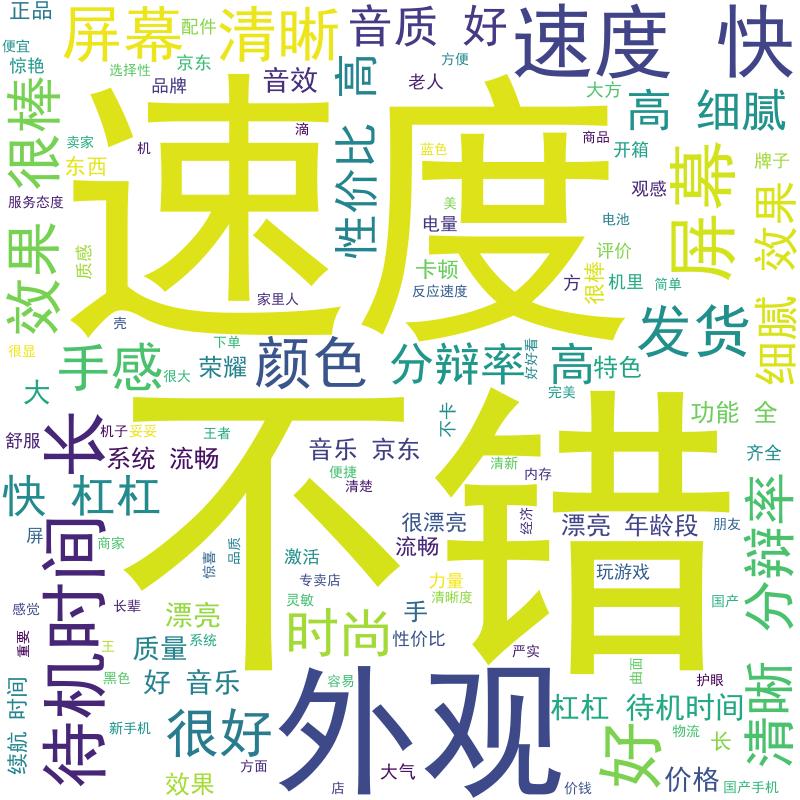 正品
屏幕
配件
清晰
音质 好
速度 快
便宜
惊艳
选择性
京东
品牌
音效
高
老人
方便
大方
高 细腻
很棒
卖家
东西
机
滴
速度
性价比
蓝色
商品
开箱
屏幕
牌子
效果
服务态度
观感
美
电量
电池
效果
质感
卡顿
反应速度
方
很棒
评价
机里
简单
家里人
壳
发货
细腻
很显
手感
很大
下单
荣耀
颜色
分辩率
好好看
高
特色
大
完美
不错
长
舒服
机子
妥妥
王者
系统 流畅
音乐 京东
不卡
功能 全
便捷
清楚
清新
内存
齐全
快 杠杠
屏
商家
待机时间
惊喜
品质
很漂亮
流畅
经济
漂亮 年龄段
朋友
分辩率
激活
专卖店
玩游戏
力量
清晰度
感觉
长辈
漂亮
灵敏
时尚
手
国产
重要
王
质量
系统
性价比
严实
曲面
护眼
清晰
续航 时间
黑色
好 音乐
容易
外观
杠杠 待机时间
新手机
很好
好
物流
长
方面
效果
店
大气
价钱
价格
国产手机